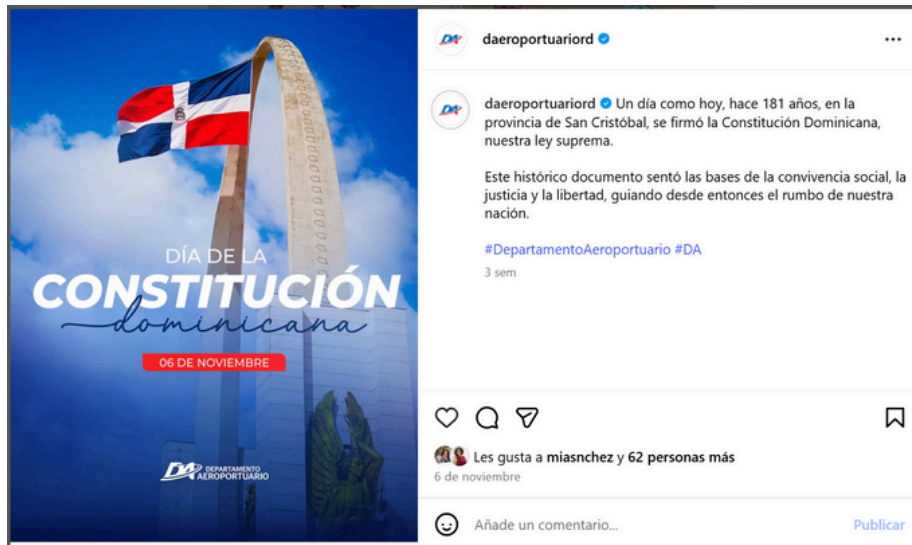 DÍA DE LA
CONSTITUCIÓN
dominicana
06 DE NOVIEMBRE
DA DEPARTAMENTO
AEROPORTUARIO
DA daeroportuariord
DA daeroportuariord Un día como hoy, hace 181 años, en la
provincia de San Cristóbal, se firmó la Constitución Dominicana,
nuestra ley suprema.
Este histórico documento sentó las bases de la convivencia social, la
justicia y la libertad, guiando desde entonces el rumbo de nuestra
nación.
#DepartamentoAeroportuario #DA
3 sem
Les gusta a miasnchez y 62 personas más
6 de noviembre
Añade un comentario... Publicar